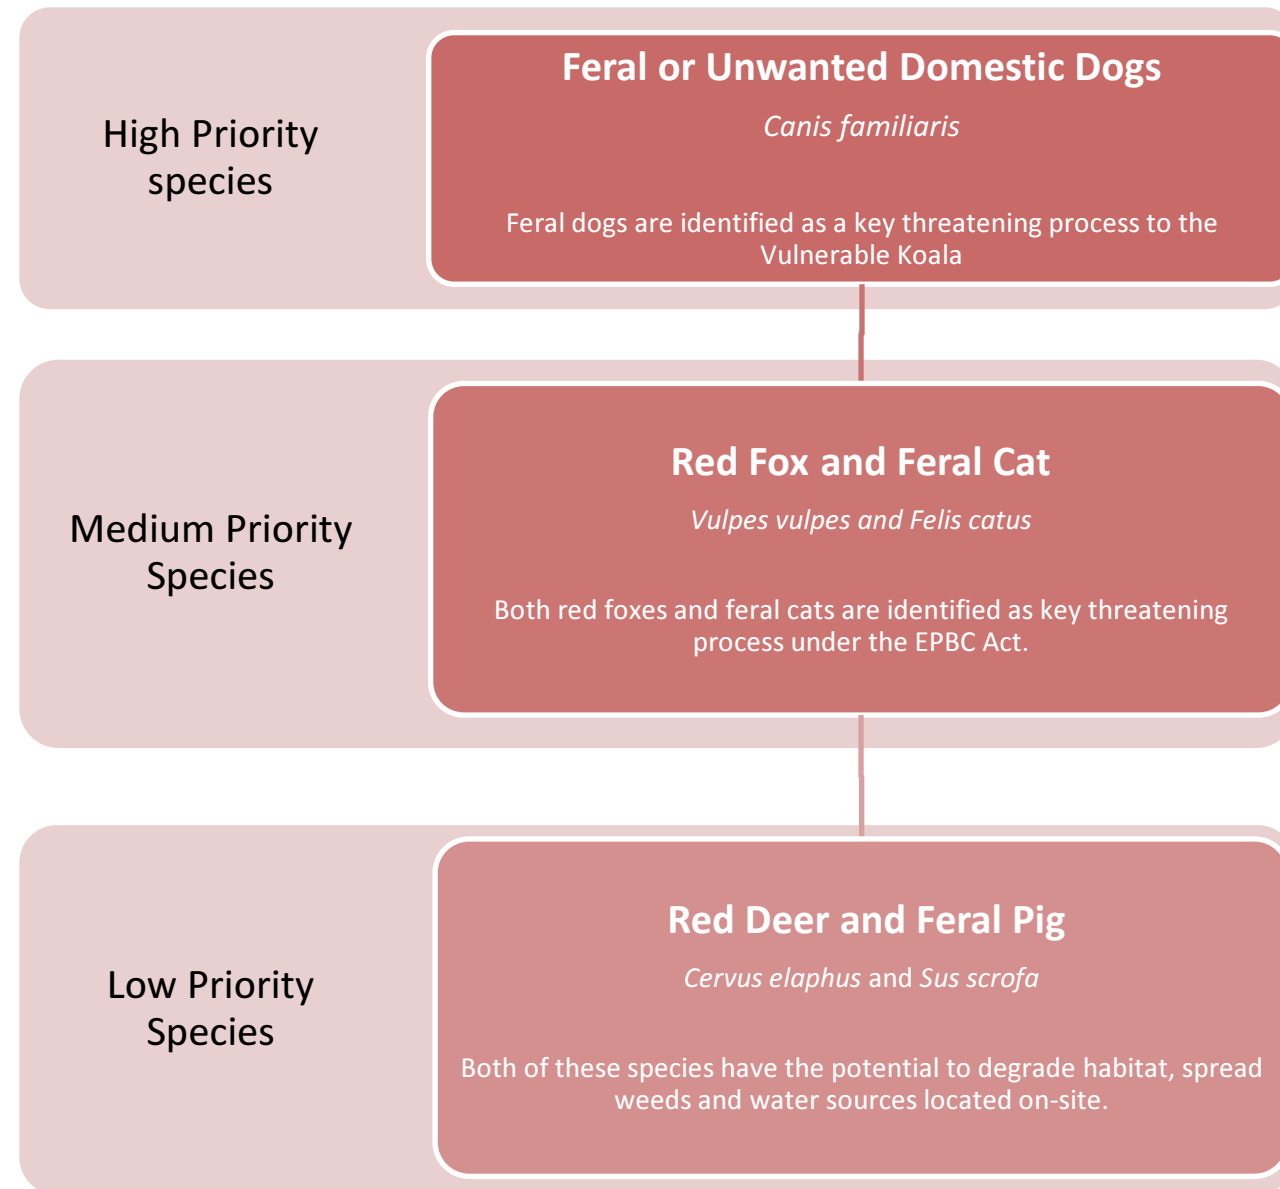 High Priority
species
Feral or Unwanted Domestic Dogs
Canis familiaris
Feral dogs are identified as a key threatening process to the
Vulnerable Koala
Medium Priority
Species
Red Fox and Feral Cat
Vulpes vulpes and Felis catus
Both red foxes and feral cats are identified as key threatening
process under the EPBC Act.
Low Priority
Species
Red Deer and Feral Pig
Cervus elaphus and Sus scrofa
Both of these species have the potential to degrade habitat, spread
weeds and water sources located on-site.